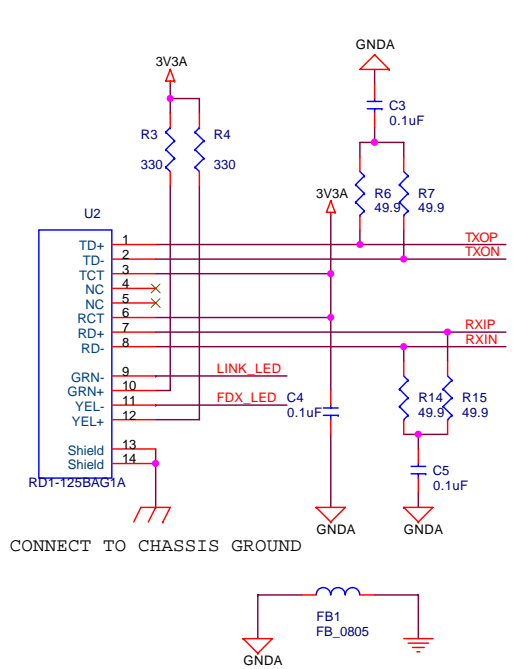 GNDA
3V3A
C3
0.1uF
R3
R4
330
330
3V3A
R6
R7
49.9
49.9
U2
TD+
1
TXOP
TD-
2
TXON
TCT
3
NC
4
NC
5
RCT
6
RD+
7
RXIP
RD-
8
RXIN
GRN-
9
LINK_LED
GRN+
10
YEL-
11
FDX_LED
YEL+
12
C4
0.1uF
R14
R15
49.9
49.9
Shield
13
Shield
14
RD1-125BAG1A
C5
0.1uF
GNDA
GNDA
CONNECT TO CHASSIS GROUND
FB1
FB_0805
GNDA